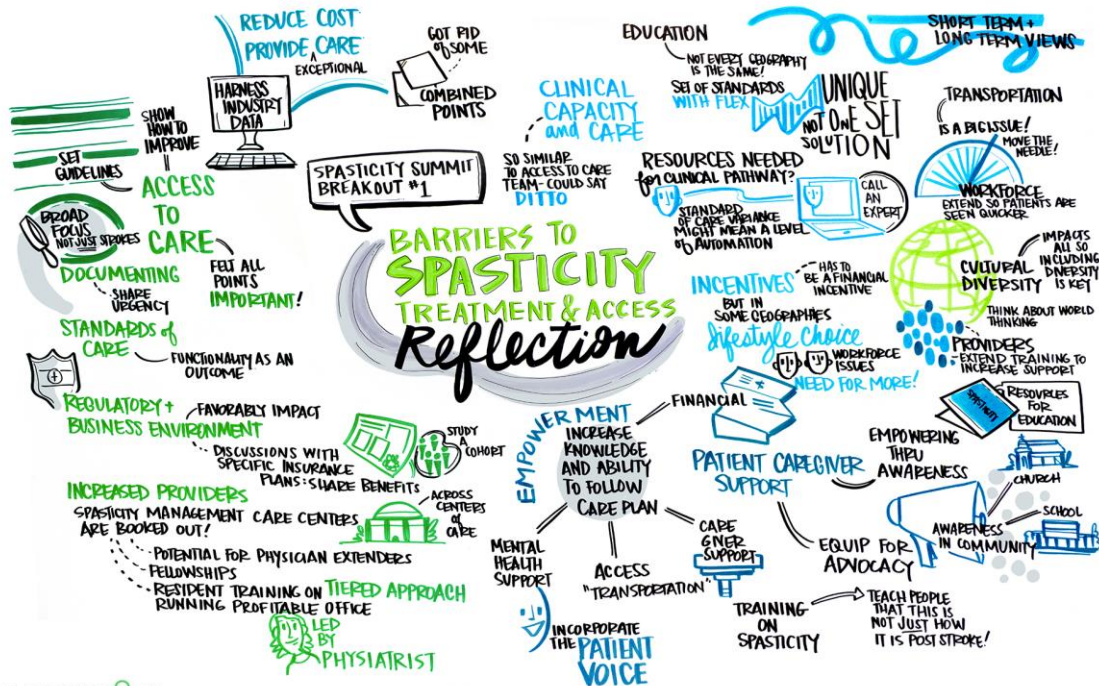 REDUCE COST
PROVIDE CARE
EXCEPTIONAL
HARNESS
INDUSTRY
DATA
GOT RID
of SOME
COMBINED
POINTS
SHOW
HOW TO
IMPROVE
SET
GUIDELINES
ACCESS
TO
CARE
BROAD
FOCUS
NOT JUST STROKES
FELT ALL
POINTS
IMPORTANT!
DOCUMENTING
SHARE
URGENCY
STANDARDS of
CARE
FUNCTIONALITY AS AN
OUTCOME
REGULATORY +
BUSINESS ENVIRONMENT
FAVORABLY IMPACT
DISCUSSIONS WITH
SPECIFIC INSURANCE
PLANS: SHARE BENEFITS
STUDY
A
COHORT
INCREASED PROVIDERS
SPASTICITY MANAGEMENT CARE CENTERS
ARE BOOKED OUT!
ACROSS
CENTERS
of
CARE
POTENTIAL FOR PHYSICIAN EXTENDERS
FELLOWSHIPS
RESIDENT TRAINING ON TIERED APPROACH
RUNNING PROFITABLE OFFICE
LED
BY
PHYSIATRIST
SPASTICITY SUMMIT
BREAKOUT #1
BARRIERS TO
SPASTICITY
TREATMENT & ACCESS
Reflection
CLINICAL
CAPACITY
and CARE
SO SIMILAR
TO ACCESS TO CARE
TEAM - COULD SAY
DITTO
EDUCATION
NOT EVERY GEOGRAPHY
IS THE SAME!
SET OF STANDARDS
WITH FLEX
UNIQUE
NOT ONE SET
SOLUTION
SHORT TERM +
LONG TERM VIEWS
TRANSPORTATION
IS A BIG ISSUE!
MOVE THE
NEEDLE!
RESOURCES NEEDED
for CLINICAL PATHWAY?
STANDARD
OF CARE VARIANCE
MIGHT MEAN A LEVEL
of AUTOMATION
CALL
AN
EXPERT
WORKFORCE
EXTEND SO PATIENTS ARE
SEEN QUICKER
CULTURAL
DIVERSITY
IMPACTS
ALL SO
INCLUDING
DIVERSITY
IS KEY
THINK ABOUT WORLD
THINKING
INCENTIVES
HAS TO
BE A FINANCIAL
INCENTIVE
BUT IN
SOME GEOGRAPHIES
lifestyle choice
WORKFORCE
ISSUES
NEED FOR MORE!
PROVIDERS
EXTEND TRAINING TO
INCREASE SUPPORT
SPASTICITY
RESOURCES
FOR
EDUCATION
EMPOWERMENT
INCREASE
KNOWLEDGE
AND ABILITY
TO FOLLOW
CARE PLAN
FINANCIAL
MENTAL
HEALTH
SUPPORT
ACCESS
"TRANSPORTATION"
CARE
GIVER
SUPPORT
INCORPORATE
THE PATIENT
VOICE
PATIENT CAREGIVER
SUPPORT
EMPOWERING
THRU
AWARENESS
AWARENESS
IN COMMUNITY
CHURCH
SCHOOL
EQUIP FOR
ADVOCACY
TRAINING
ON
SPASTICITY
TEACH PEOPLE
THAT THIS IS
NOT JUST HOW
IT IS POST STROKE!